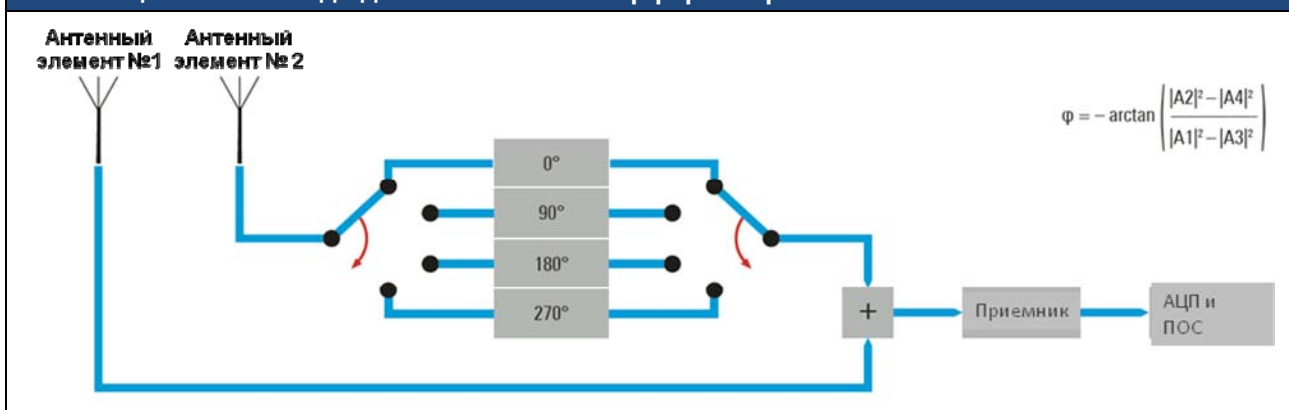 Антенный Антенный
элемент №1 элемент № 2
φ = – arctan ( |A2|² – |A4|² / |A1|² – |A3|² )
0°
90°
180°
270°
+
Приемник
АЦП и
ПОС